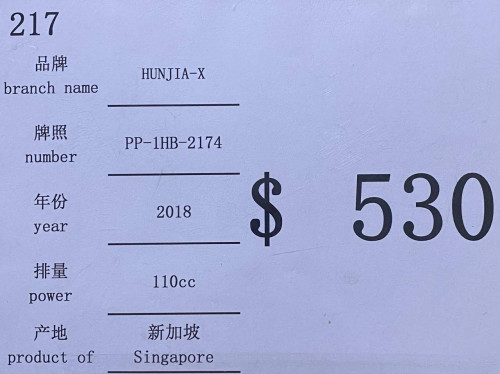 217
品牌
branch name
HUNJIA-X
牌照
number
PP-1HB-2174
年份
year
2018
$ 530
排量
power
110cc
产地
product of
新加坡
Singapore